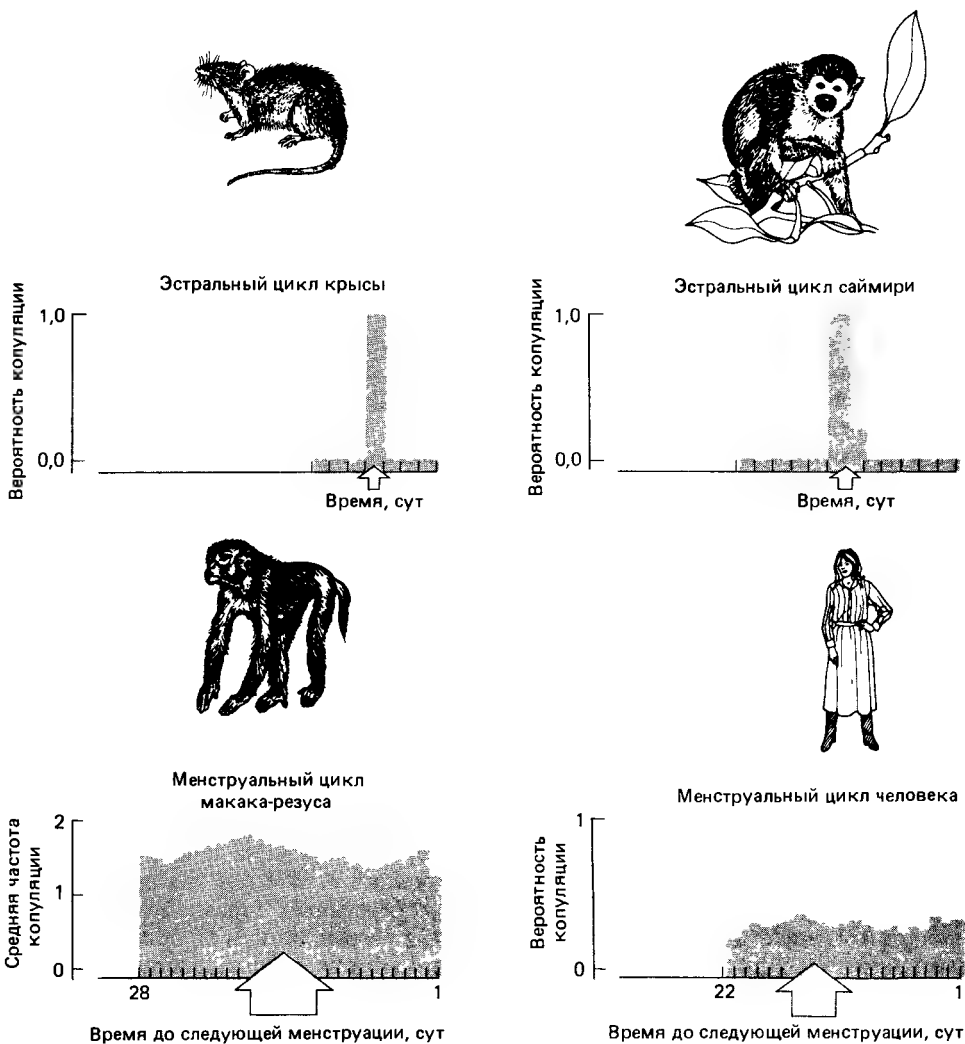 Эстральный цикл крысы
Вероятность копуляции
1,0
0,0
Время, сут
Эстральный цикл саймири
Вероятность копуляции
1,0
0,0
Время, сут
Менструальный цикл
макака-резуса
Средняя частота
копуляции
2
1
0
28
1
Время до следующей менструации, сут
Менструальный цикл человека
Вероятность
копуляции
1
0
22
1
Время до следующей менструации, сут